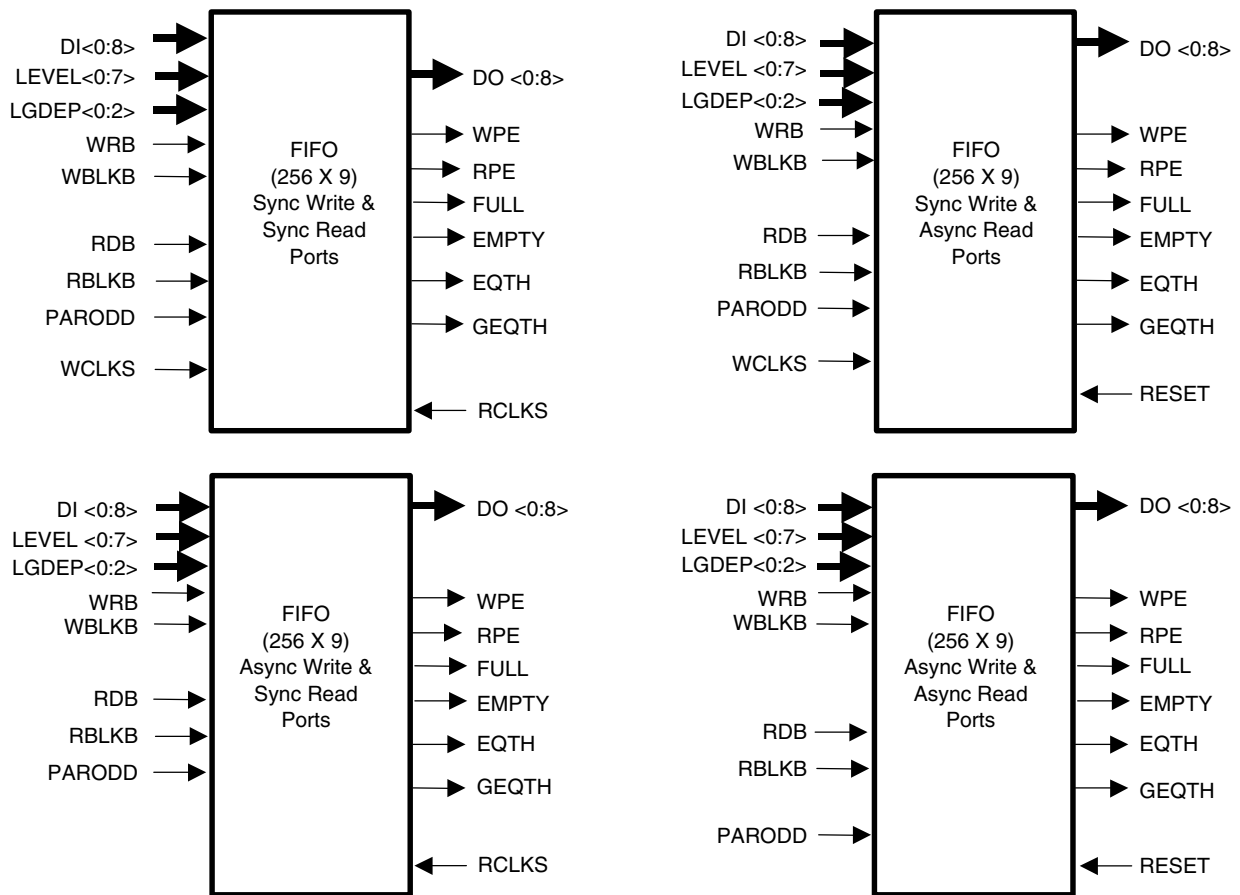 DI<0:8>
LEVEL<0:7>
LGDEP<0:2>
WRB
WBLKB
RDB
RBLKB
PARODD
WCLKS
FIFO
(256 X 9)
Sync Write &
Sync Read
Ports
DO <0:8>
WPE
RPE
FULL
EMPTY
EQTH
GEQTH
RCLKS
DI <0:8>
LEVEL <0:7>
LGDEP<0:2>
WRB
WBLKB
RDB
RBLKB
PARODD
WCLKS
FIFO
(256 X 9)
Sync Write &
Async Read
Ports
DO <0:8>
WPE
RPE
FULL
EMPTY
EQTH
GEQTH
RESET
DI <0:8>
LEVEL <0:7>
LGDEP<0:2>
WRB
WBLKB
RDB
RBLKB
PARODD
FIFO
(256 X 9)
Async Write &
Sync Read
Ports
DO <0:8>
WPE
RPE
FULL
EMPTY
EQTH
GEQTH
RCLKS
DI <0:8>
LEVEL <0:7>
LGDEP<0:2>
WRB
WBLKB
RDB
RBLKB
PARODD
FIFO
(256 X 9)
Async Write &
Async Read
Ports
DO <0:8>
WPE
RPE
FULL
EMPTY
EQTH
GEQTH
RESET